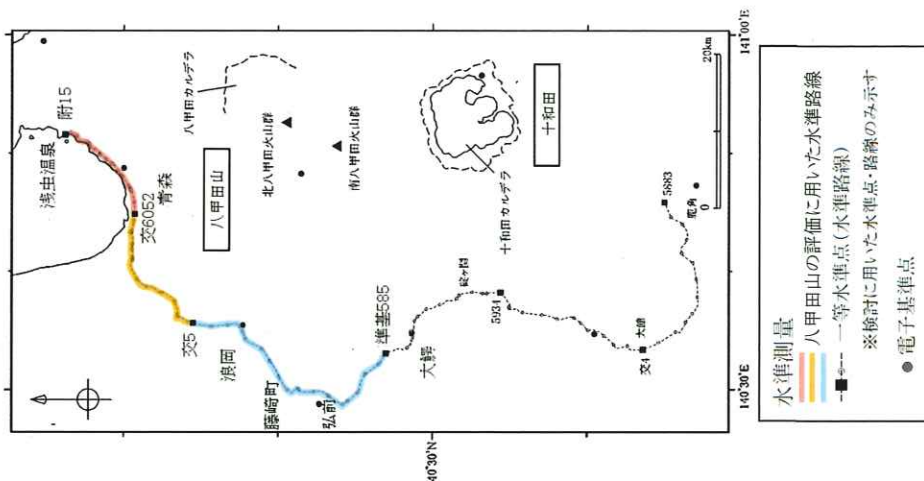 141°00′E
140°30′E
40°30′N
附15
浅虫温泉
青森
交6052
交5
浪岡
藤崎町
弘前
準基585
大鰐
碇ヶ関
5934
大館
交4
5883
鹿角
八甲田カルデラ
八甲田山
北八甲田火山群
南八甲田火山群
十和田
十和田カルデラ
0
20km
水準測量
八甲田山の評価に用いた水準路線
一等水準点(水準路線)
※検討に用いた水準点・路線のみ示す
電子基準点